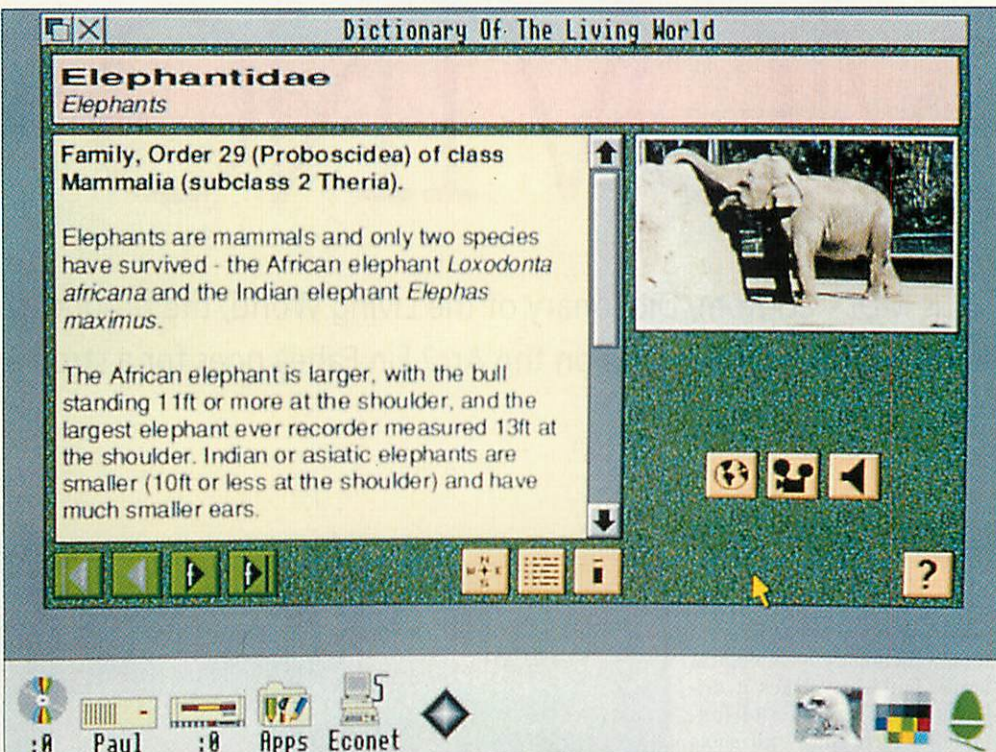 Dictionary Of The Living World
Elephantidae
Elephants
Family, Order 29 (Proboscidea) of class
Mammalia (subclass 2 Theria).
Elephants are mammals and only two species
have survived - the African elephant Loxodonta
africana and the Indian elephant Elephas
maximus.
The African elephant is larger, with the bull
standing 11ft or more at the shoulder, and the
largest elephant ever recorder measured 13ft at
the shoulder. Indian or asiatic elephants are
smaller (10ft or less at the shoulder) and have
much smaller ears.
N
W E
S
i
?
5
:0 Paul :0 Apps Econet